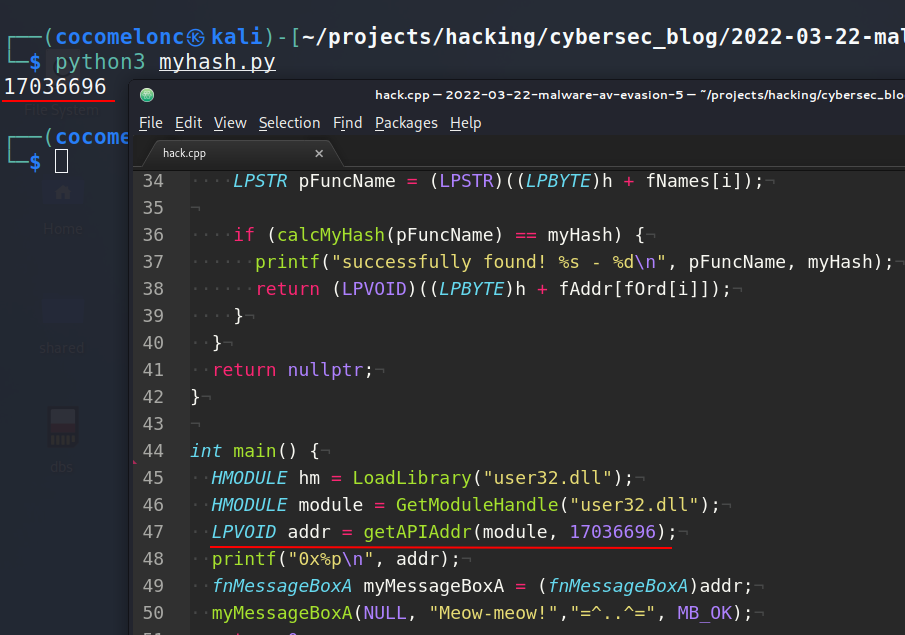 ┌──(cocomelonc㉿kali)-[~/projects/hacking/cybersec_blog/2022-03-22-mal
└─$ python3 myhash.py
17036696
┌──(cocome
└─$
File System
Home
shared
dbs
hack.cpp — 2022-03-22-malware-av-evasion-5 — ~/projects/hacking/cybersec_blo
File Edit View Selection Find Packages Help
hack.cpp ×
34 LPSTR pFuncName = (LPSTR)((LPBYTE)h + fNames[i]);
35
36 if (calcMyHash(pFuncName) == myHash) {
37 printf("successfully found! %s - %d\n", pFuncName, myHash);
38 return (LPVOID)((LPBYTE)h + fAddr[fOrd[i]]);
39 }
40 }
41 return nullptr;
42 }
43
44 int main() {
45 HMODULE hm = LoadLibrary("user32.dll");
46 HMODULE module = GetModuleHandle("user32.dll");
47 LPVOID addr = getAPIAddr(module, 17036696);
48 printf("0x%p\n", addr);
49 fnMessageBoxA myMessageBoxA = (fnMessageBoxA)addr;
50 myMessageBoxA(NULL, "Meow-meow!","=^..^=", MB_OK);